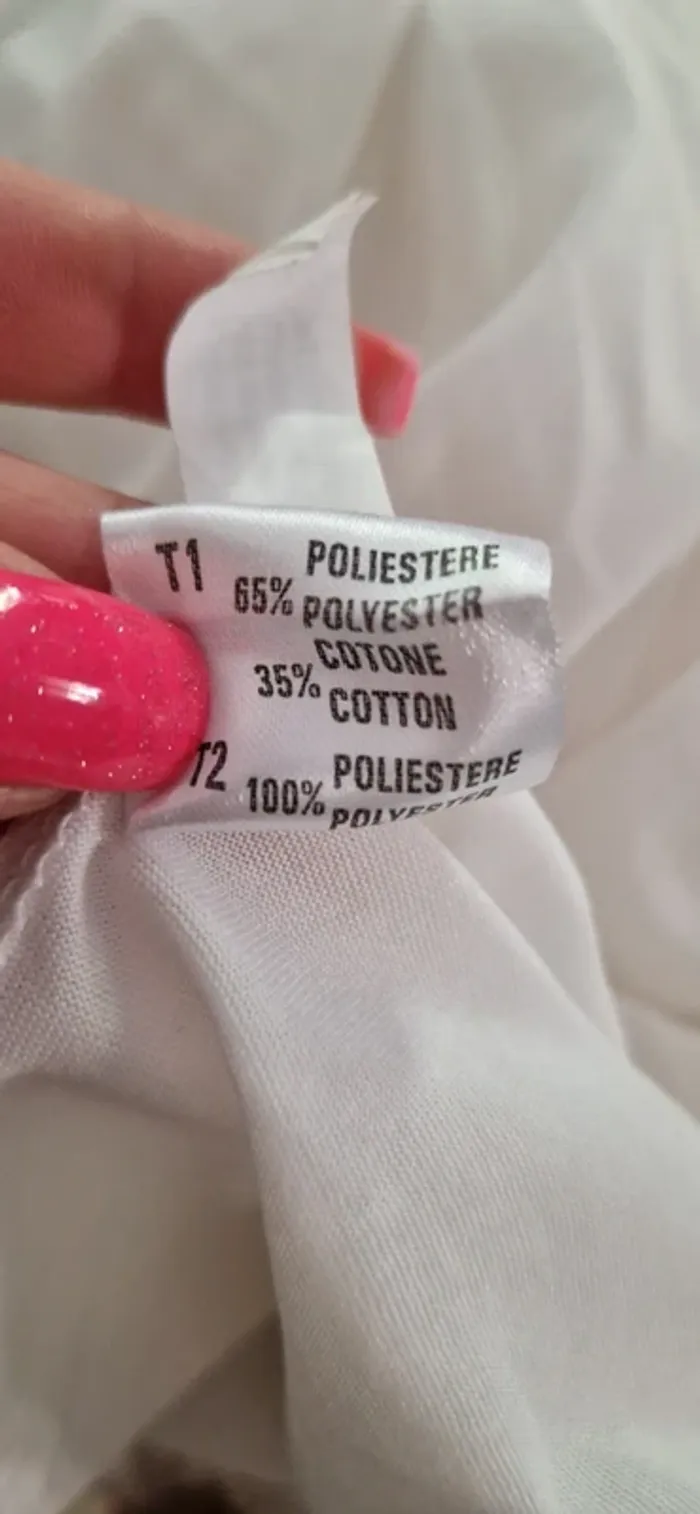 T1 POLIESTERE
65% POLYESTER
COTONE
35% COTTON
T2 100% POLIESTERE
POLYESTER